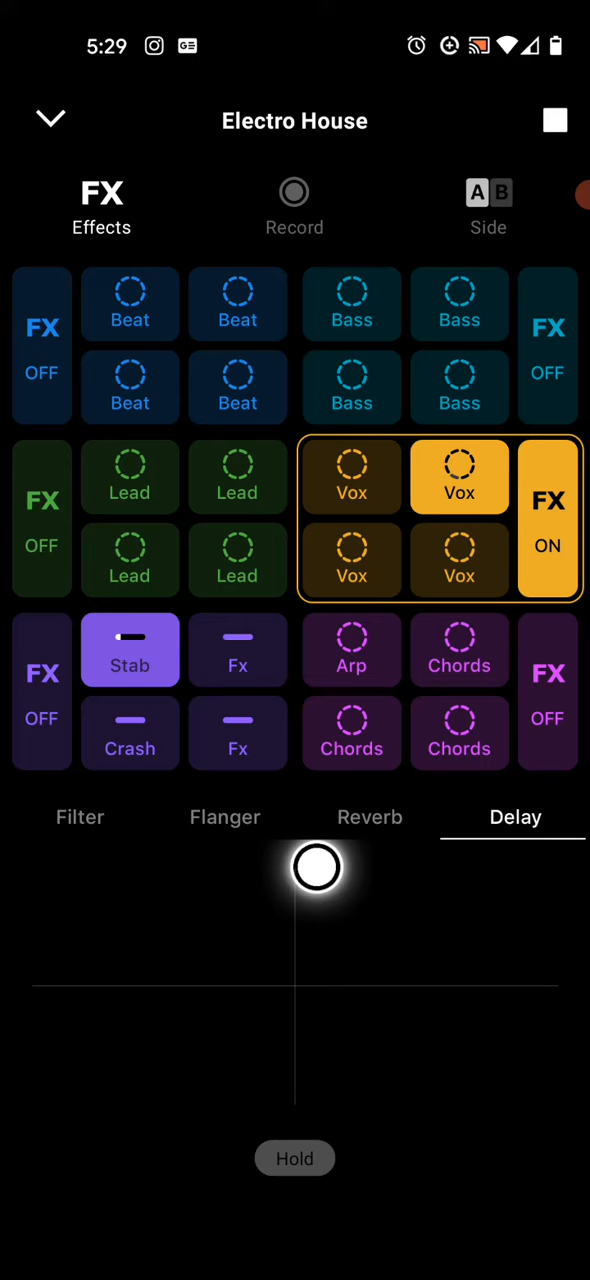 5:29
Electro House
FX
A B
Effects
Record
Side
FX
Beat
Beat
Bass
Bass
FX
OFF
Beat
Beat
Bass
Bass
OFF
FX
Lead
Lead
Vox
Vox
FX
OFF
Lead
Lead
Vox
Vox
ON
FX
Stab
Fx
Arp
Chords
FX
OFF
Crash
Fx
Chords
Chords
OFF
Filter
Flanger
Reverb
Delay
Hold